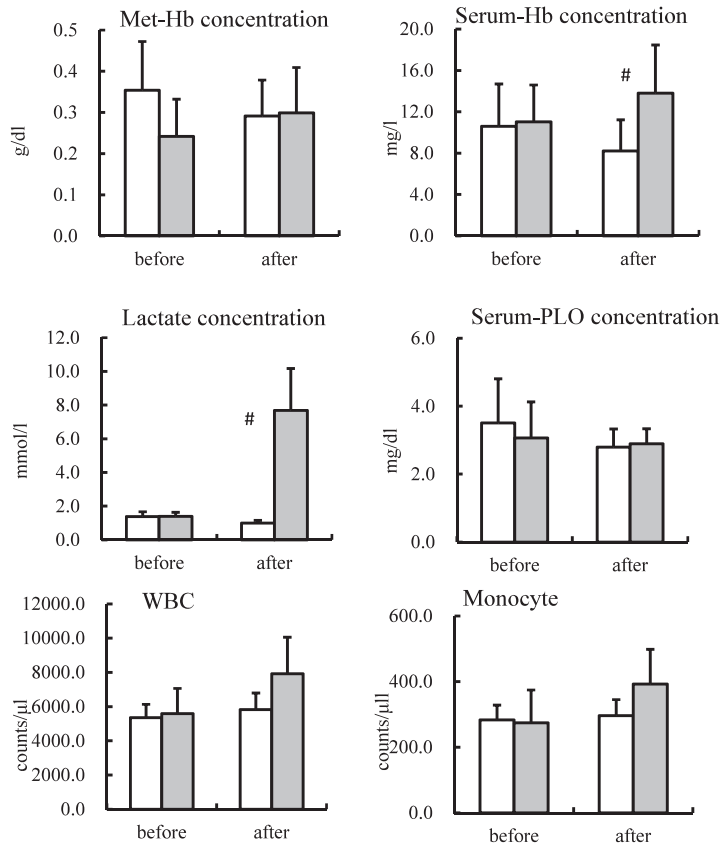 Met-Hb concentration
g/dl
0.5
0.4
0.3
0.2
0.1
0.0
before
after
Serum-Hb concentration
mg/l
20.0
16.0
12.0
8.0
4.0
0.0
#
before
after
Lactate concentration
mmol/l
12.0
10.0
8.0
6.0
4.0
2.0
0.0
#
before
after
Serum-PLO concentration
mg/dl
6.0
4.0
2.0
0.0
before
after
WBC
counts/μl
12000.0
10000.0
8000.0
6000.0
4000.0
2000.0
0.0
before
after
Monocyte
counts/μll
600.0
400.0
200.0
0.0
before
after